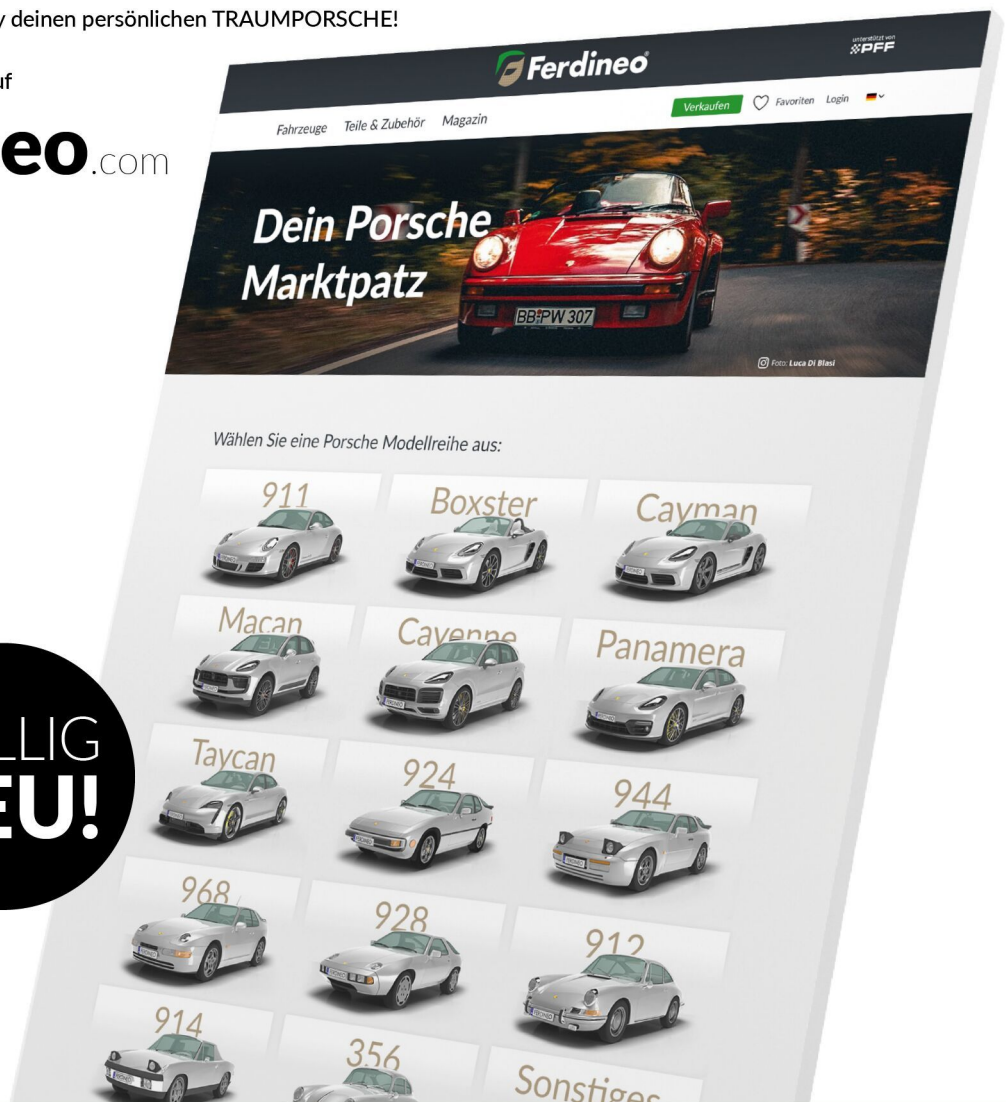 deinen persönlichen TRAUMPORSCHE!
eo.com
Ferdineo
unterstützt von
PFF
Fahrzeuge Teile & Zubehör Magazin
Verkaufen Favoriten Login
Dein Porsche
Marktpatz
BB PW 307
Foto: Luca Di Blasi
Wählen Sie eine Porsche Modellreihe aus:
911 Boxster Cayman
Macan Cayenne Panamera
Taycan 924 944
LLIG
EU!
968 928 912
914 356 Sonstiges